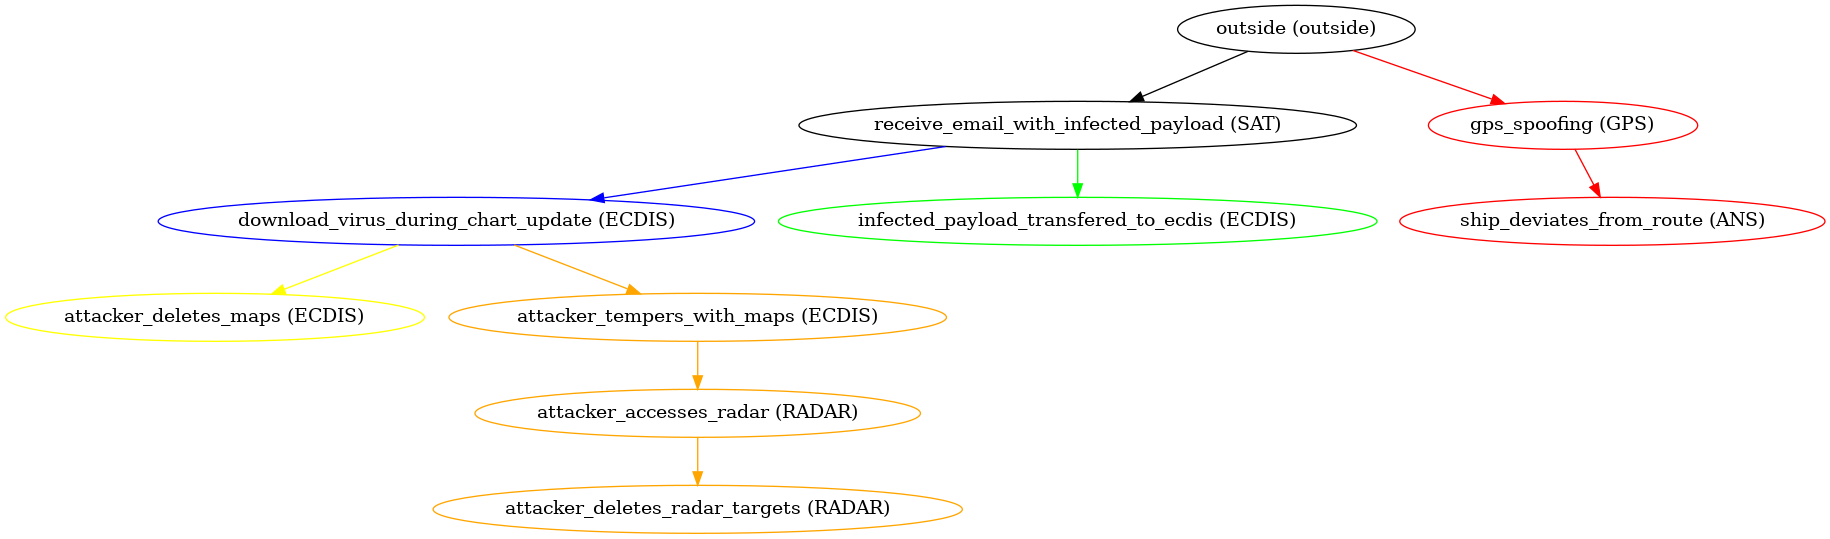 outside (outside)
receive_email_with_infected_payload (SAT)
gps_spoofing (GPS)
download_virus_during_chart_update (ECDIS)
infected_payload_transfered_to_ecdis (ECDIS)
ship_deviates_from_route (ANS)
attacker_deletes_maps (ECDIS)
attacker_tempers_with_maps (ECDIS)
attacker_accesses_radar (RADAR)
attacker_deletes_radar_targets (RADAR)